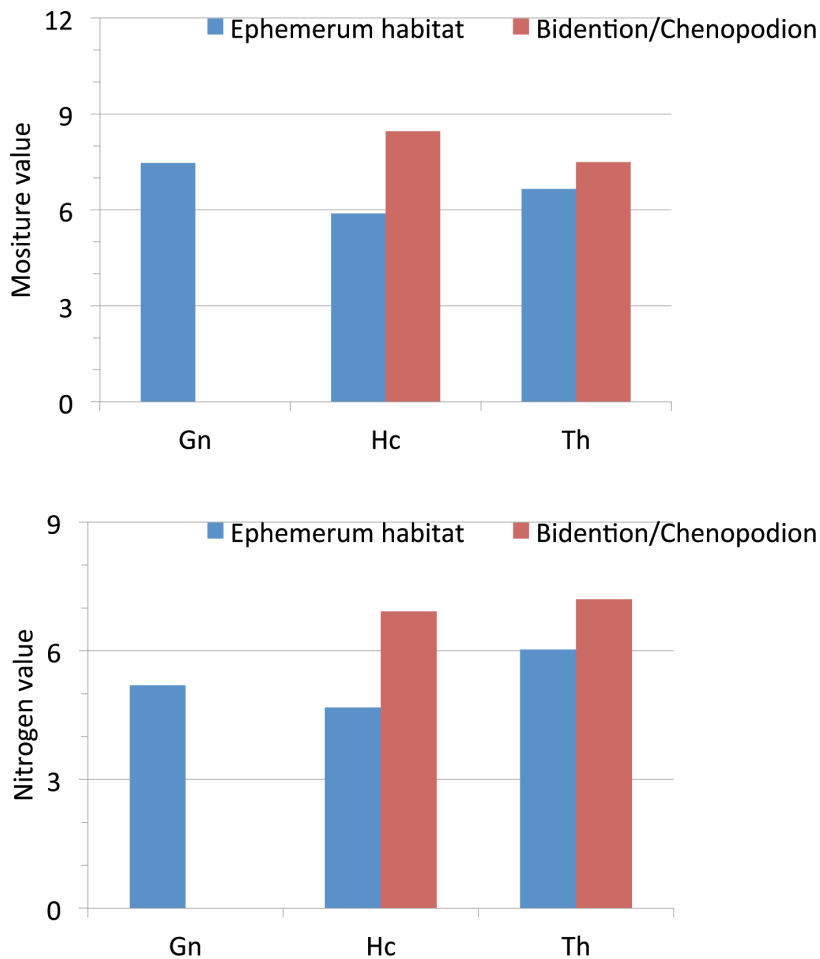 12
Ephemerum habitat
Bidention/Chenopodion
9
6
3
0
Mositure value
Gn
Hc
Th
9
Ephemerum habitat
Bidention/Chenopodion
6
3
0
Nitrogen value
Gn
Hc
Th